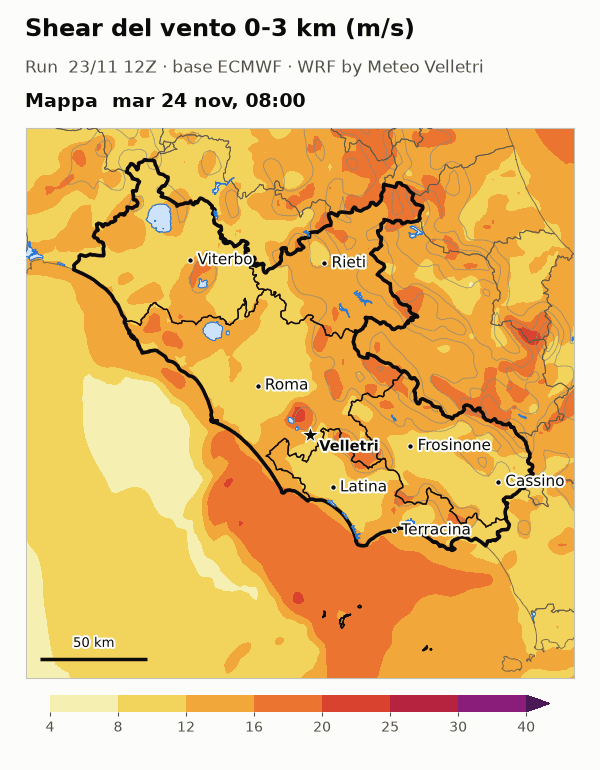 Shear del vento 0-3 km (m/s)
Run  23/11 12Z · base ECMWF · WRF by Meteo Velletri
Mappa  mar 24 nov, 08:00
Viterbo
Rieti
Roma
Velletri
Frosinone
Cassino
Latina
Terracina
50 km
4 8 12 16 20 25 30 40